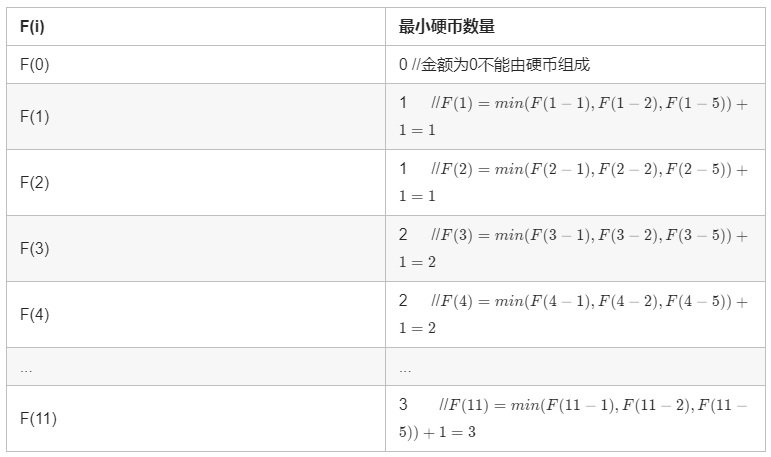 F(i) 最小硬币数量
F(0) 0 //金额为0不能由硬币组成
F(1) 1 //F(1) = min(F(1 − 1), F(1 − 2), F(1 − 5)) +
1 = 1
F(2) 1 //F(2) = min(F(2 − 1), F(2 − 2), F(2 − 5)) +
1 = 1
F(3) 2 //F(3) = min(F(3 − 1), F(3 − 2), F(3 − 5)) +
1 = 2
F(4) 2 //F(4) = min(F(4 − 1), F(4 − 2), F(4 − 5)) +
1 = 2
... ...
F(11) 3 //F(11) = min(F(11 − 1), F(11 − 2), F(11 −
5)) + 1 = 3